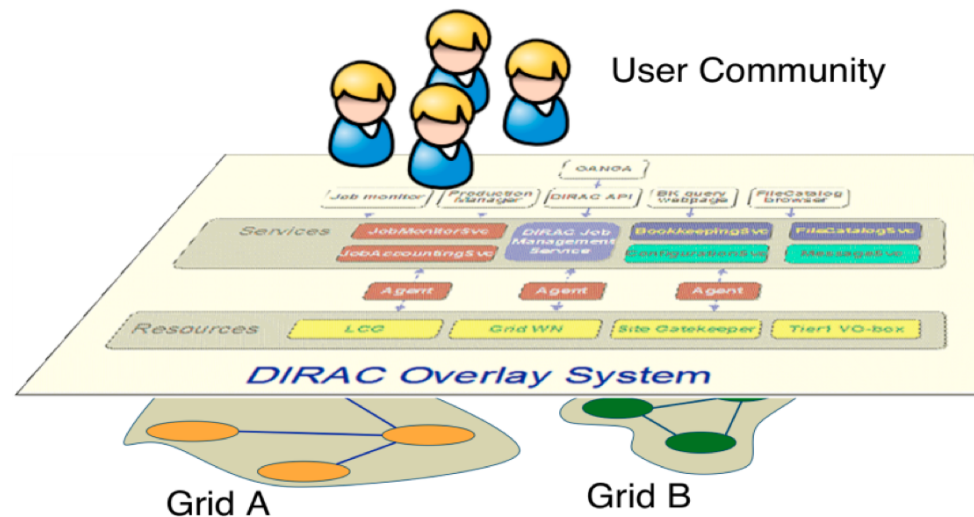 User Community
GANGA
Job monitor
Production
Manager
DIRAC API
BK query
webpage
FileCatalog
browser
Services
JobMonitorSvc
DIRAC Job
Management
Service
BookkeepingSvc
FileCatalogSvc
JobAccountingSvc
ConfigurationSvc
MessageSvc
Agent
Agent
Agent
Resources
LCG
Grid WN
Site Gatekeeper
Tier1 VO-box
DIRAC Overlay System
Grid A
Grid B